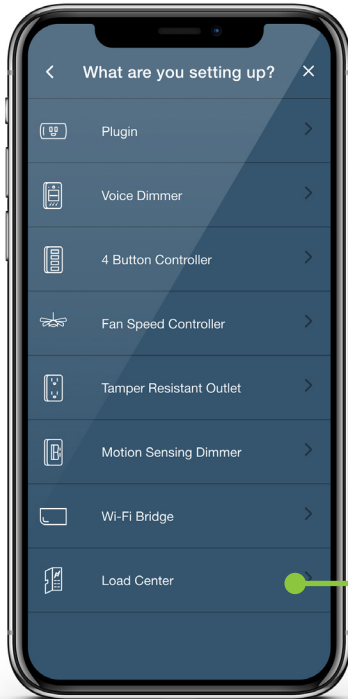 What are you setting up?
Plugin
Voice Dimmer
4 Button Controller
Fan Speed Controller
Tamper Resistant Outlet
Motion Sensing Dimmer
Wi-Fi Bridge
Load Center